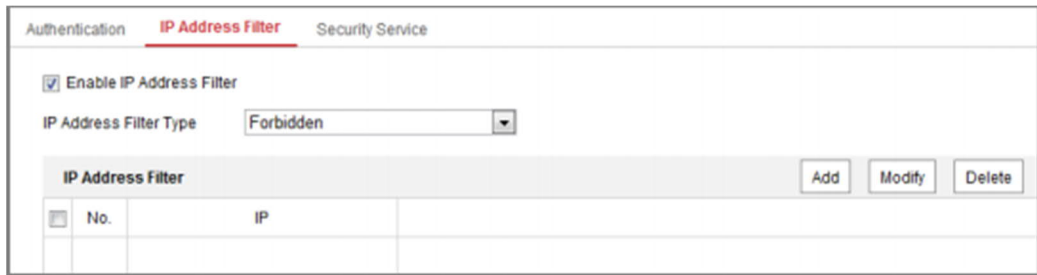 Authentication IP Address Filter Security Service
Enable IP Address Filter
IP Address Filter Type Forbidden
IP Address Filter Add Modify Delete
No. IP